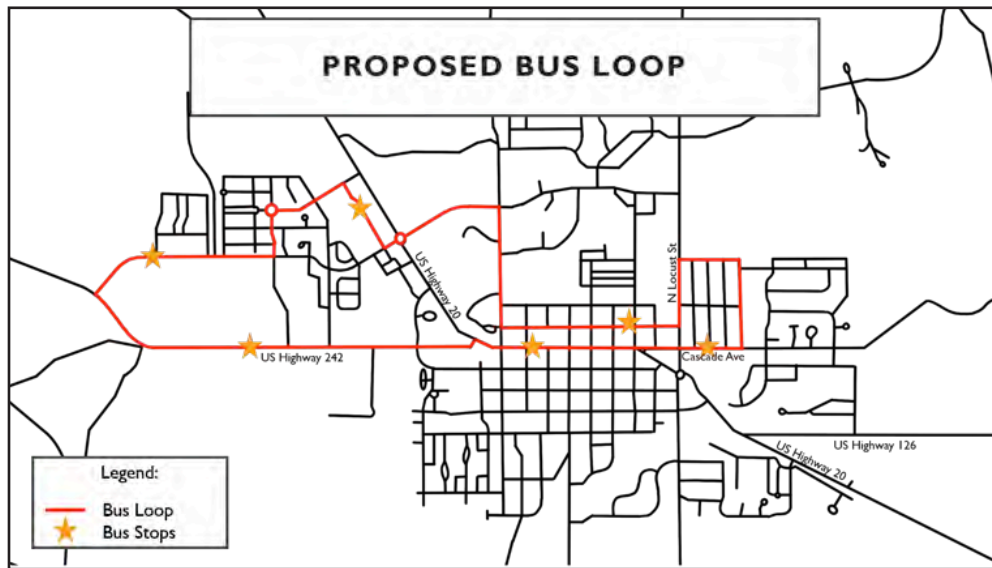 PROPOSED BUS LOOP
N Locust St
US Highway 20
US Highway 242
Cascade Ave
US Highway 126
US Highway 20
Legend:
Bus Loop
Bus Stops